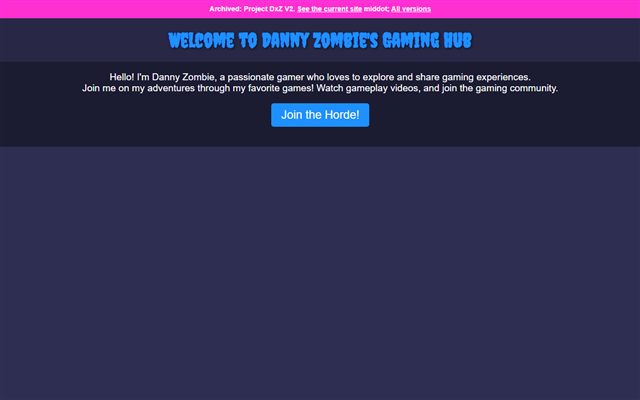 Archived: Project DxZ V2. See the current site middot; All versions
WELCOME TO DANNY ZOMBIE'S GAMING HUB
Hello! I'm Danny Zombie, a passionate gamer who loves to explore and share gaming experiences.
Join me on my adventures through my favorite games! Watch gameplay videos, and join the gaming community.
Join the Horde!